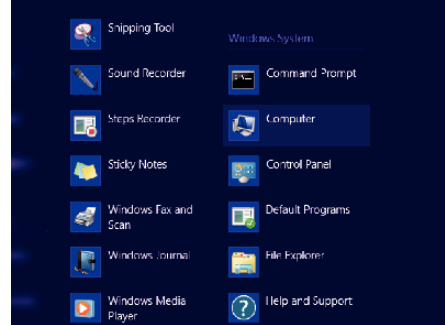 Snipping Tool
Sound Recorder
Steps Recorder
Sticky Notes
Windows Fax and
Scan
Windows Journal
Windows Media
Player
Windows System
Command Prompt
Computer
Control Panel
Default Programs
File Explorer
Help and Support